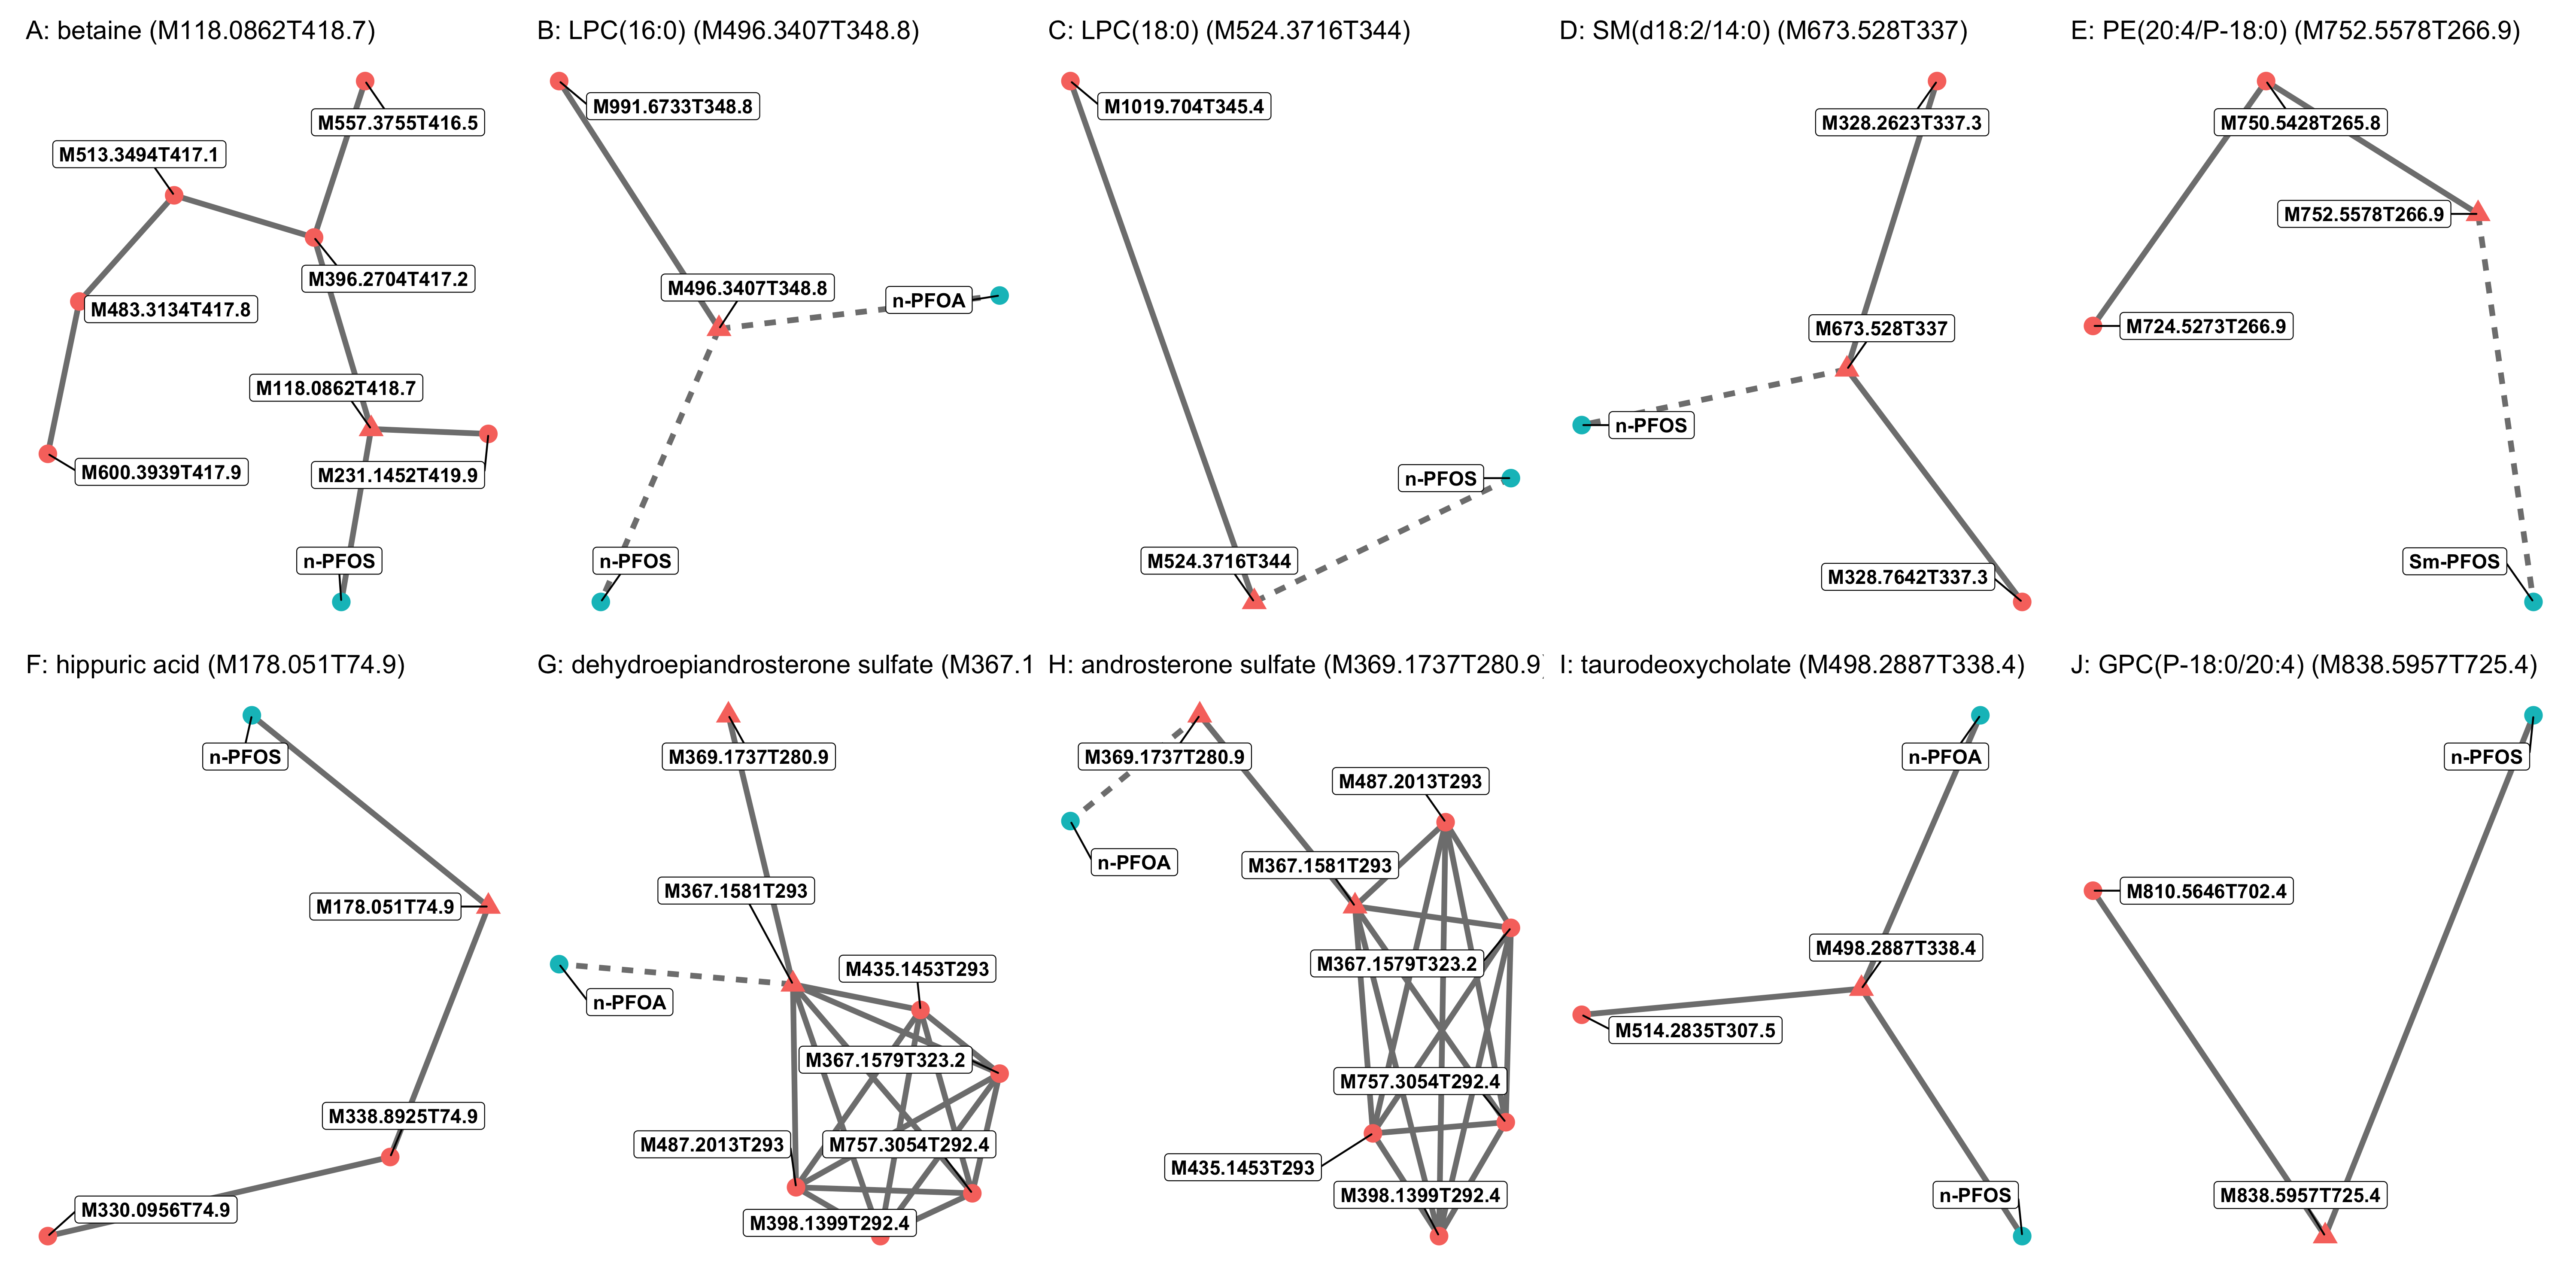 A: betaine (M118.0862T418.7)
M557.3755T416.5
M513.3494T417.1
M396.2704T417.2
M483.3134T417.8
M118.0862T418.7
M600.3939T417.9
M231.1452T419.9
n-PFOS
B: LPC(16:0) (M496.3407T348.8)
M991.6733T348.8
M496.3407T348.8
n-PFOA
n-PFOS
C: LPC(18:0) (M524.3716T344)
M1019.704T345.4
n-PFOS
M524.3716T344
D: SM(d18:2/14:0) (M673.528T337)
M328.2623T337.3
M673.528T337
n-PFOS
M328.7642T337.3
E: PE(20:4/P-18:0) (M752.5578T266.9)
M750.5428T265.8
M752.5578T266.9
M724.5273T266.9
Sm-PFOS
F: hippuric acid (M178.051T74.9)
n-PFOS
M178.051T74.9
M338.8925T74.9
M330.0956T74.9
G: dehydroepiandrosterone sulfate (M367.1
M369.1737T280.9
M367.1581T293
M435.1453T293
n-PFOA
M367.1579T323.2
M487.2013T293
M757.3054T292.4
M398.1399T292.4
H: androsterone sulfate (M369.1737T280.9)
M369.1737T280.9
M487.2013T293
n-PFOA
M367.1581T293
M367.1579T323.2
M757.3054T292.4
M435.1453T293
M398.1399T292.4
I: taurodeoxycholate (M498.2887T338.4)
n-PFOA
M498.2887T338.4
M514.2835T307.5
n-PFOS
J: GPC(P-18:0/20:4) (M838.5957T725.4)
n-PFOS
M810.5646T702.4
M838.5957T725.4